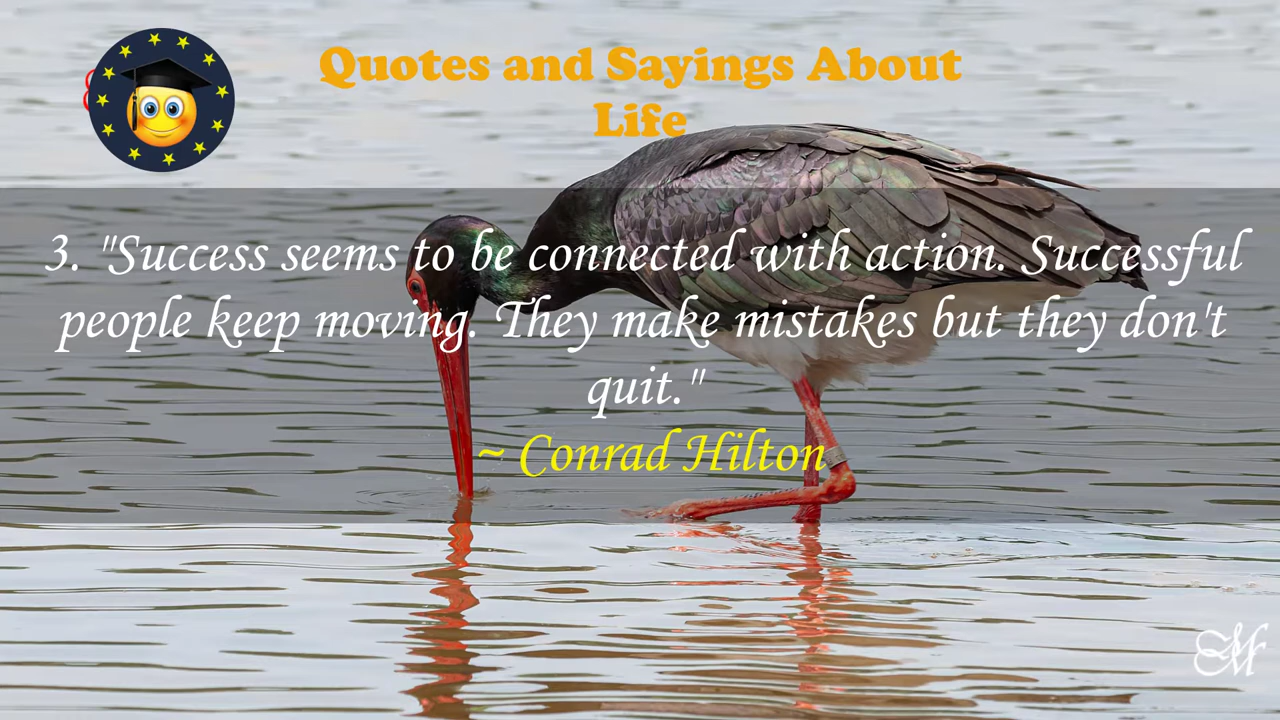 Quotes and Sayings About
Life
3. "Success seems to be connected with action. Successful
people keep moving. They make mistakes but they don't
quit."
~ Conrad Hilton